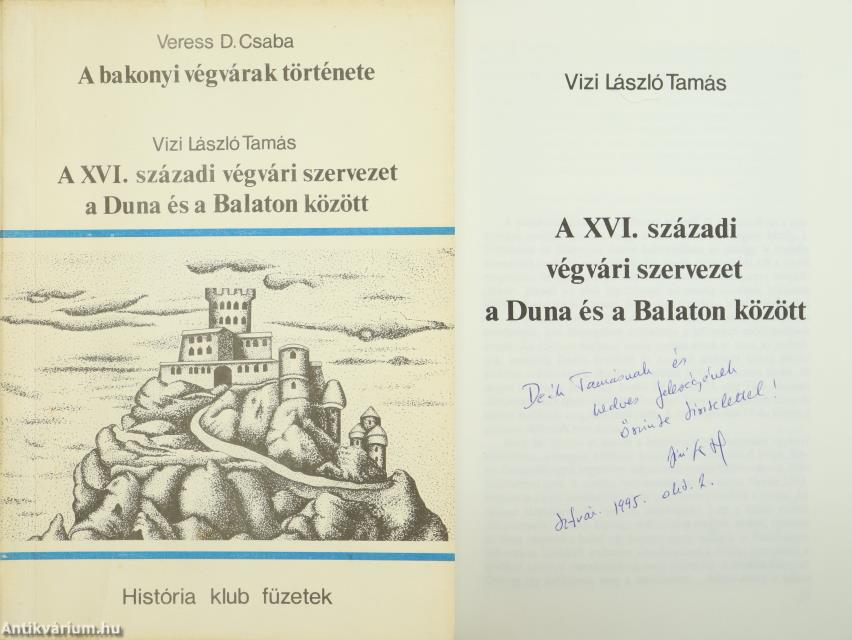 Veress D. Csaba
A bakonyi végvárak története
Vizi László Tamás
A XVI. századi végvári szervezet
a Duna és a Balaton között
História klub füzetek
Antikvárium.hu
Vizi László Tamás
A XVI. századi
végvári szervezet
a Duna és a Balaton között
Deák Tamásnak és
kedves feleségének
őszinte tisztelettel!
1995. okt. 2.